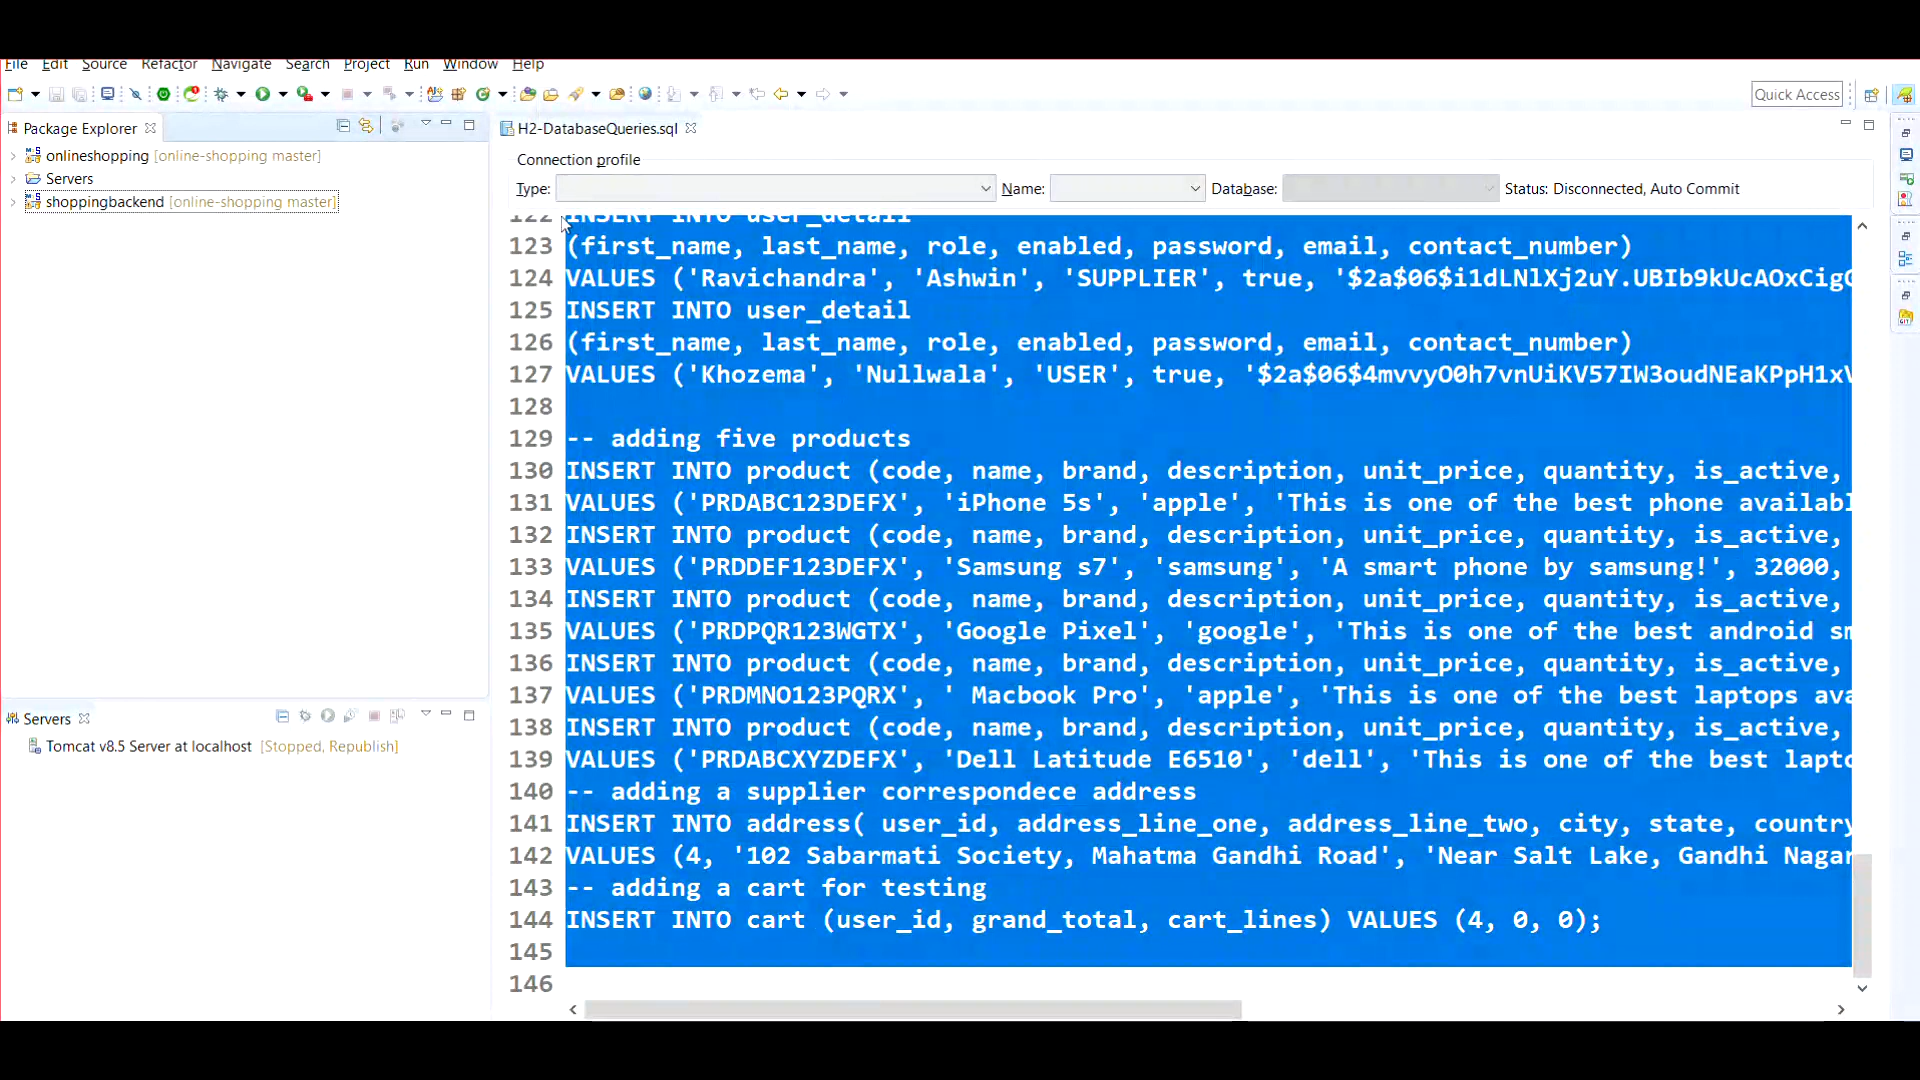 File Edit Source Refactor Navigate Search Project Run Window Help
Quick Access
Package Explorer
H2-DatabaseQueries.sql
onlineshopping [online-shopping master]
Servers
shoppingbackend [online-shopping master]
Connection profile
Type: Name: Database: Status: Disconnected, Auto Commit
122 INSERT INTO user_detail
123 (first_name, last_name, role, enabled, password, email, contact_number)
124 VALUES ('Ravichandra', 'Ashwin', 'SUPPLIER', true, '$2a$06$i1dLNlXj2uY.UBIb9kUcAOxCigG
125 INSERT INTO user_detail
126 (first_name, last_name, role, enabled, password, email, contact_number)
127 VALUES ('Khozema', 'Nullwala', 'USER', true, '$2a$06$4mvvyO0h7vnUiKV57IW3oudNEaKPpH1xV
128
129 -- adding five products
130 INSERT INTO product (code, name, brand, description, unit_price, quantity, is_active,
131 VALUES ('PRDABC123DEFX', 'iPhone 5s', 'apple', 'This is one of the best phone availabl
132 INSERT INTO product (code, name, brand, description, unit_price, quantity, is_active,
133 VALUES ('PRDDEF123DEFX', 'Samsung s7', 'samsung', 'A smart phone by samsung!', 32000,
134 INSERT INTO product (code, name, brand, description, unit_price, quantity, is_active,
135 VALUES ('PRDPQR123WGTX', 'Google Pixel', 'google', 'This is one of the best android sm
136 INSERT INTO product (code, name, brand, description, unit_price, quantity, is_active,
137 VALUES ('PRDMNO123PQRX', ' Macbook Pro', 'apple', 'This is one of the best laptops ava
138 INSERT INTO product (code, name, brand, description, unit_price, quantity, is_active,
139 VALUES ('PRDABCXYZDEFX', 'Dell Latitude E6510', 'dell', 'This is one of the best lapto
140 -- adding a supplier correspondece address
141 INSERT INTO address( user_id, address_line_one, address_line_two, city, state, country
142 VALUES (4, '102 Sabarmati Society, Mahatma Gandhi Road', 'Near Salt Lake, Gandhi Nagar
143 -- adding a cart for testing
144 INSERT INTO cart (user_id, grand_total, cart_lines) VALUES (4, 0, 0);
145
146
Servers
Tomcat v8.5 Server at localhost [Stopped, Republish]